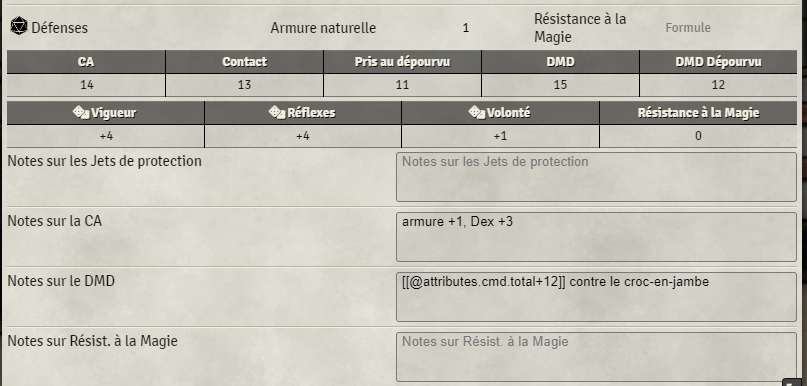 Défenses Armure naturelle 1 Résistance à la Magie Formule
CA Contact Pris au dépourvu DMD DMD Dépourvu
14 13 11 15 12
Vigueur Réflexes Volonté Résistance à la Magie
+4 +4 +1 0
Notes sur les Jets de protection Notes sur les Jets de protection
Notes sur la CA armure +1, Dex +3
Notes sur le DMD [[@attributes.cmd.total+12]] contre le croc-en-jambe
Notes sur Résist. à la Magie Notes sur Résist. à la Magie